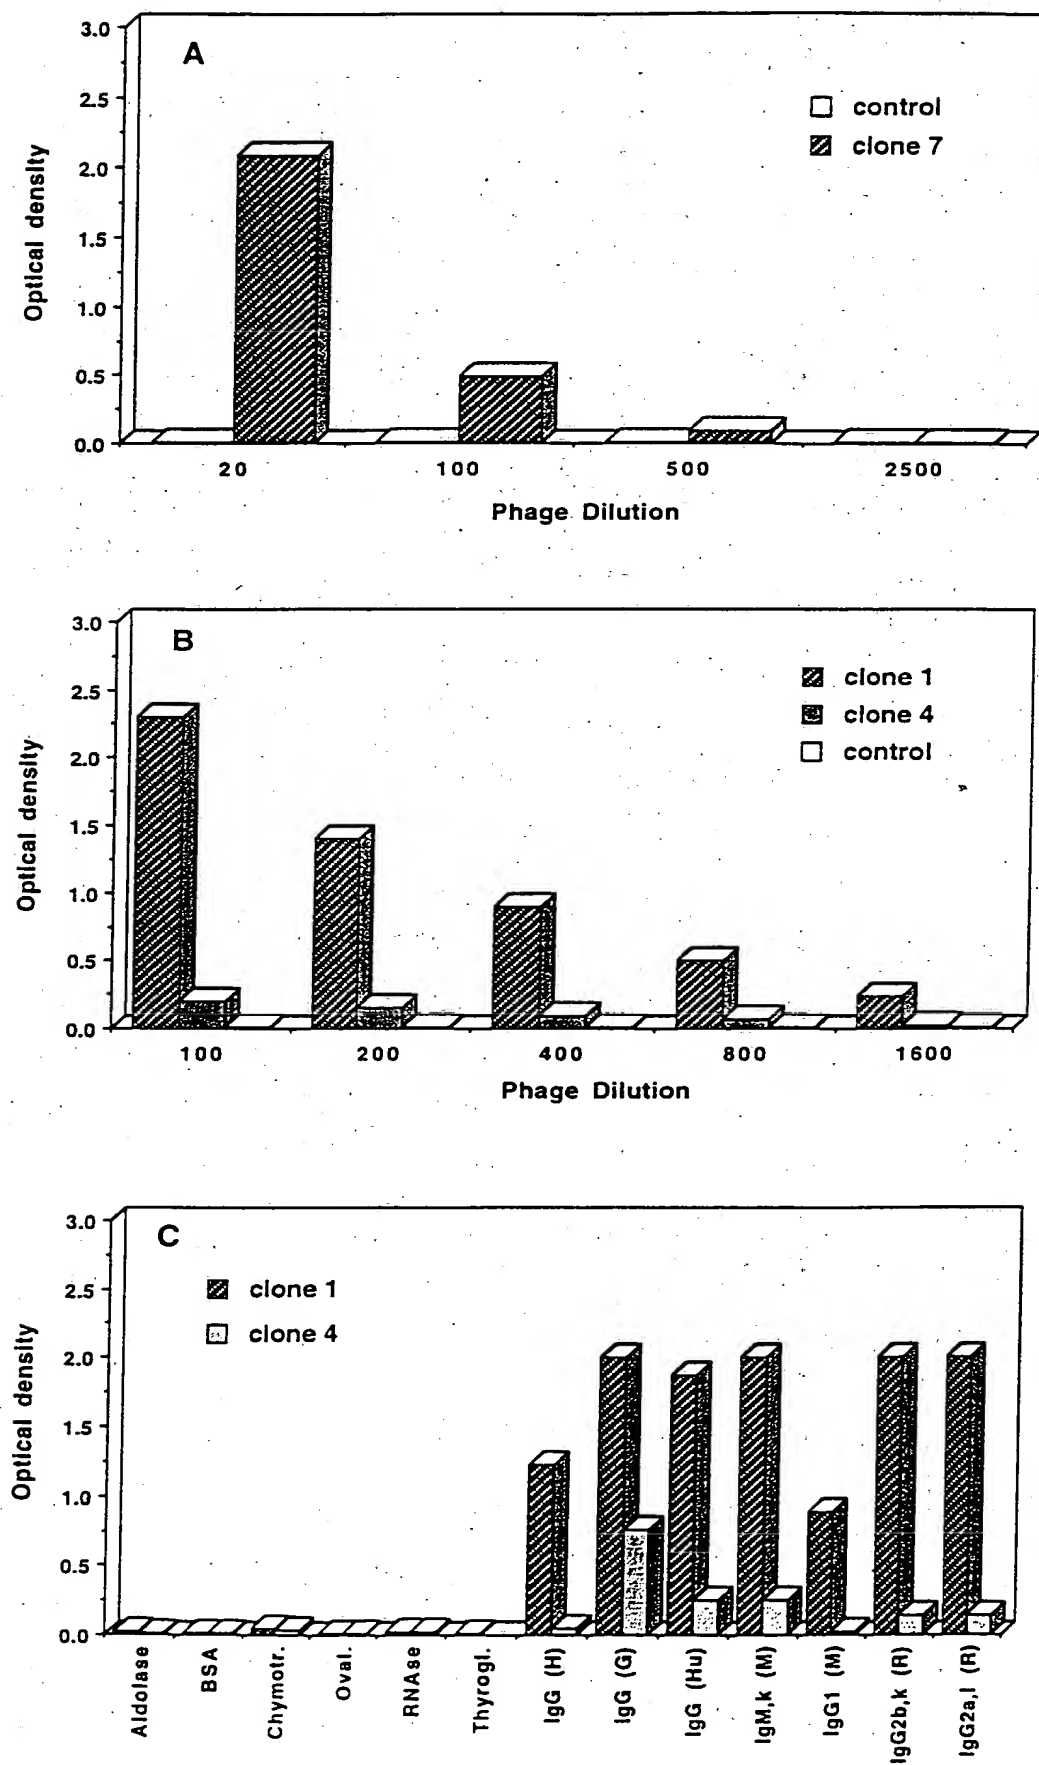 A
3.0
2.5
2.0
1.5
1.0
0.5
0.0
Optical density
control
clone 7
20 100 500 2500
Phage Dilution
B
3.0
2.5
2.0
1.5
1.0
0.5
0.0
Optical density
clone 1
clone 4
control
100 200 400 800 1600
Phage Dilution
C
3.0
2.5
2.0
1.5
1.0
0.5
0.0
Optical density
clone 1
clone 4
Aldolase
BSA
Chymotr.
Oval.
RNAse
Thyrogl.
IgG (H)
IgG (G)
IgG (Hu)
IgM,k (M)
IgG1 (M)
IgG2b,k (R)
IgG2a,l (R)